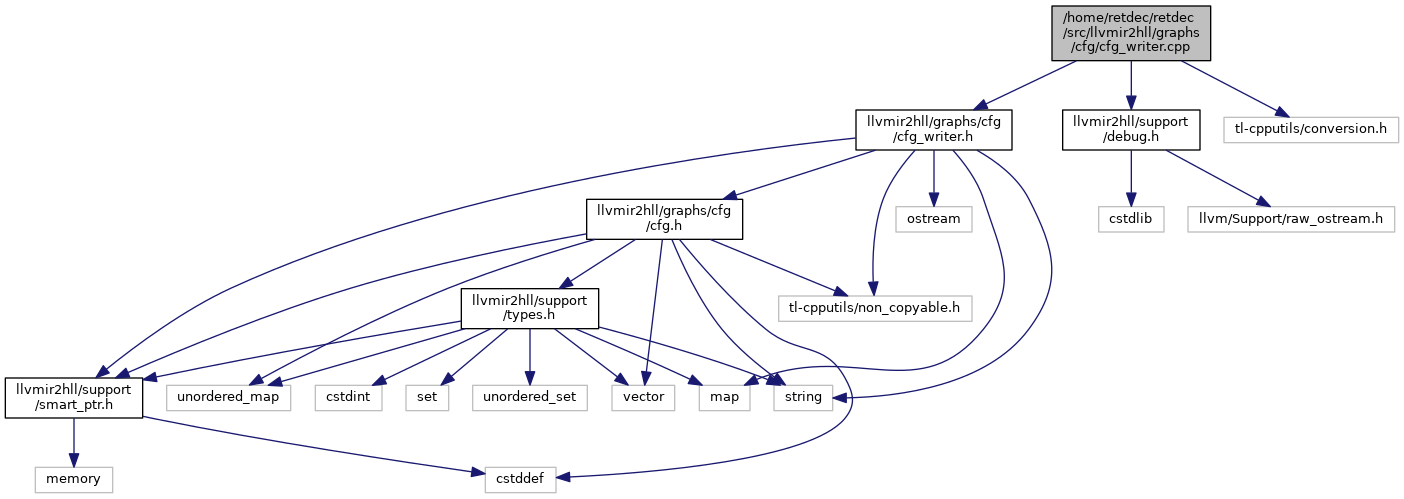 /home/retdec/retdec
/src/llvmir2hll/graphs
/cfg/cfg_writer.cpp
llvmir2hll/graphs/cfg
/cfg_writer.h
llvmir2hll/support
/debug.h
tl-cpputils/conversion.h
llvmir2hll/graphs/cfg
/cfg.h
ostream
cstdlib
llvm/Support/raw_ostream.h
llvmir2hll/support
/types.h
tl-cpputils/non_copyable.h
llvmir2hll/support
/smart_ptr.h
unordered_map
cstdint
set
unordered_set
vector
map
string
memory
cstddef